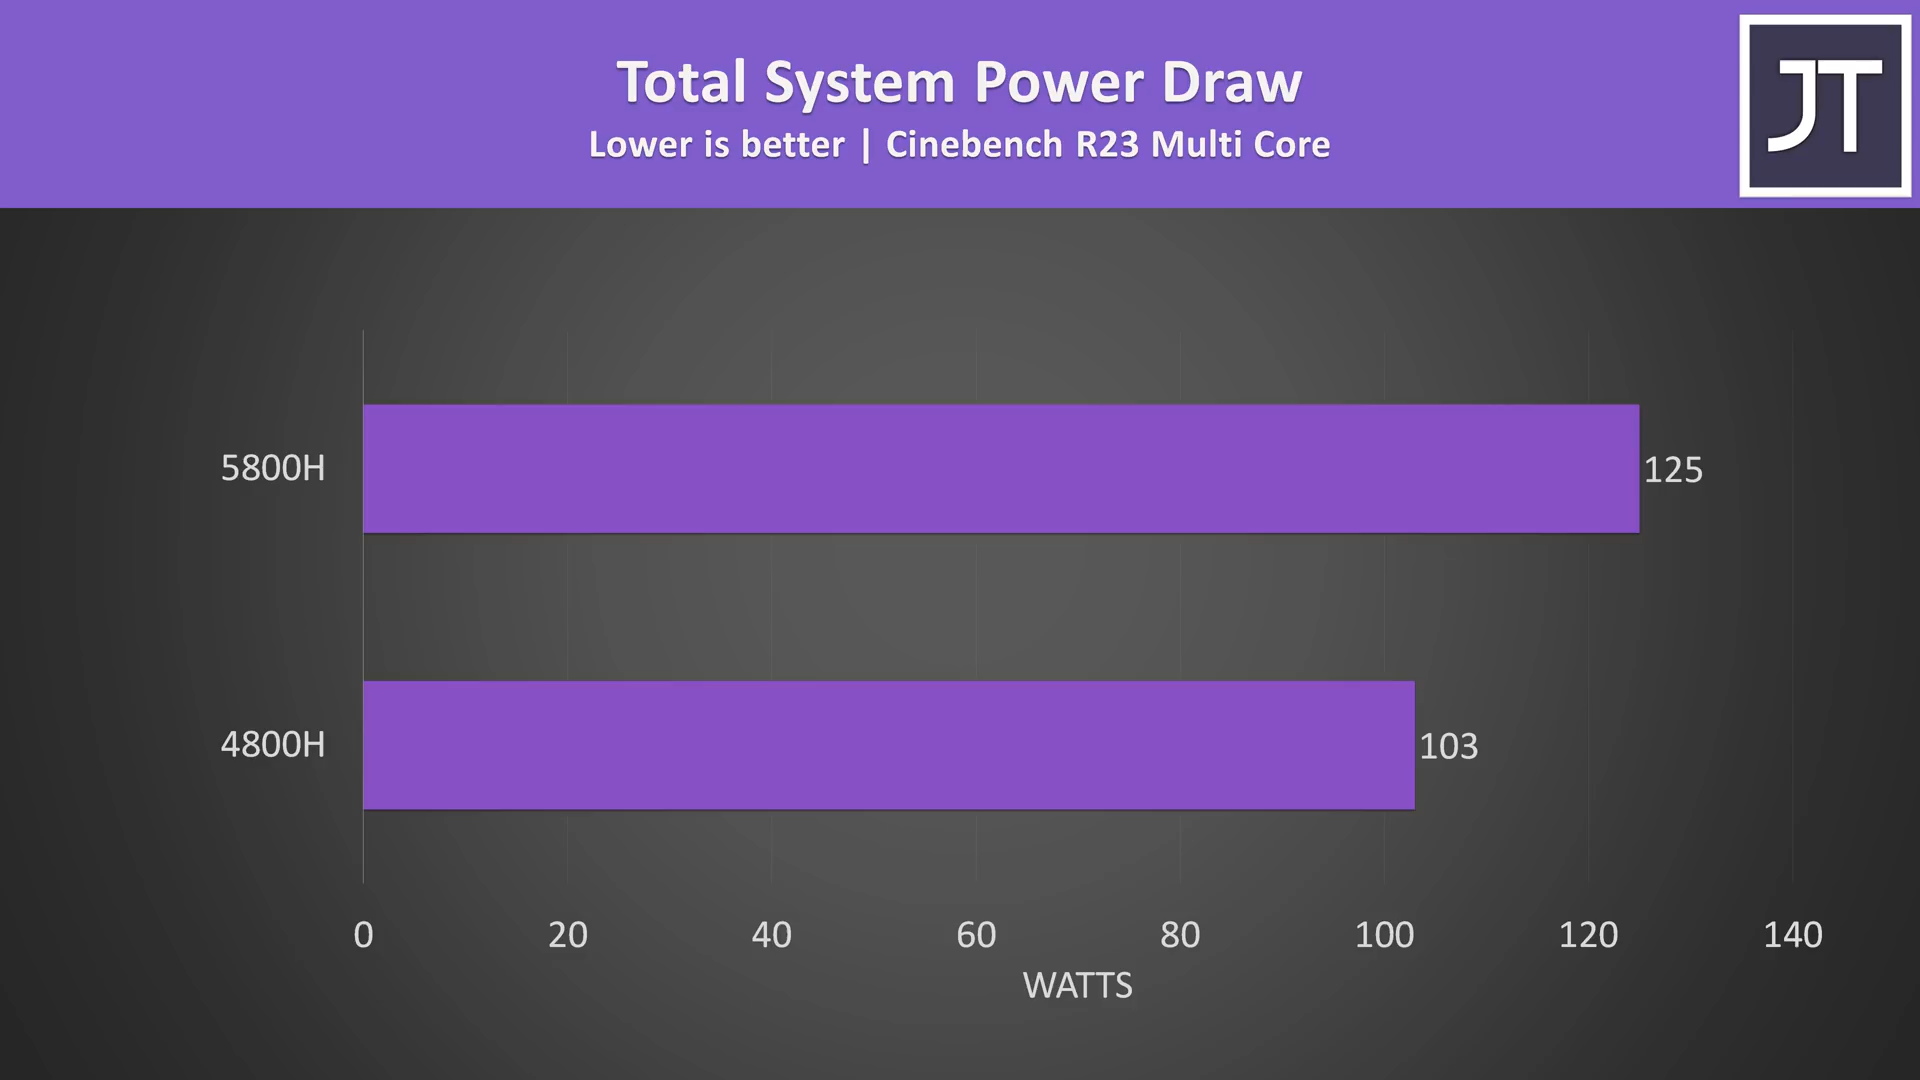 Total System Power Draw
Lower is better | Cinebench R23 Multi Core
JT
5800H
125
4800H
103
0 20 40 60 80 100 120 140
WATTS